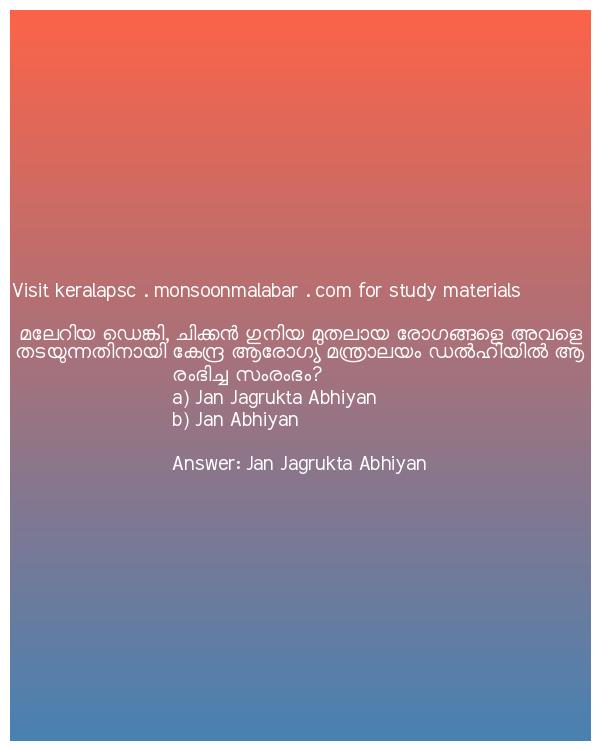 Visit keralapsc . monsoonmalabar . com for study materials
മലേറിയ ഡെങ്കി, ചിക്കൻ ഗുനിയ മുതലായ രോഗങ്ങളെ അവളെ
തടയുന്നതിനായി കേന്ദ്ര ആരോഗ്യ മന്ത്രാലയം ഡൽഹിയിൽ ആ
രംഭിച്ച സംരംഭം?
a) Jan Jagrukta Abhiyan
b) Jan Abhiyan
Answer: Jan Jagrukta Abhiyan